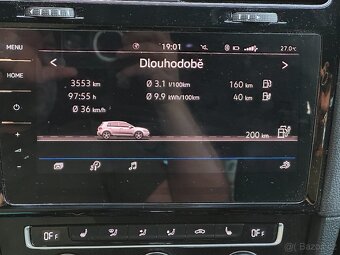 MENU
19:01
27.0°C
< Dlouhodobě >
HOME
3553 km Ø 3.1 l/100km 160 km
97:55 h Ø 9.9 kWh/100km 40 km
Ø 36 km/h
200 km
OFF
OFF